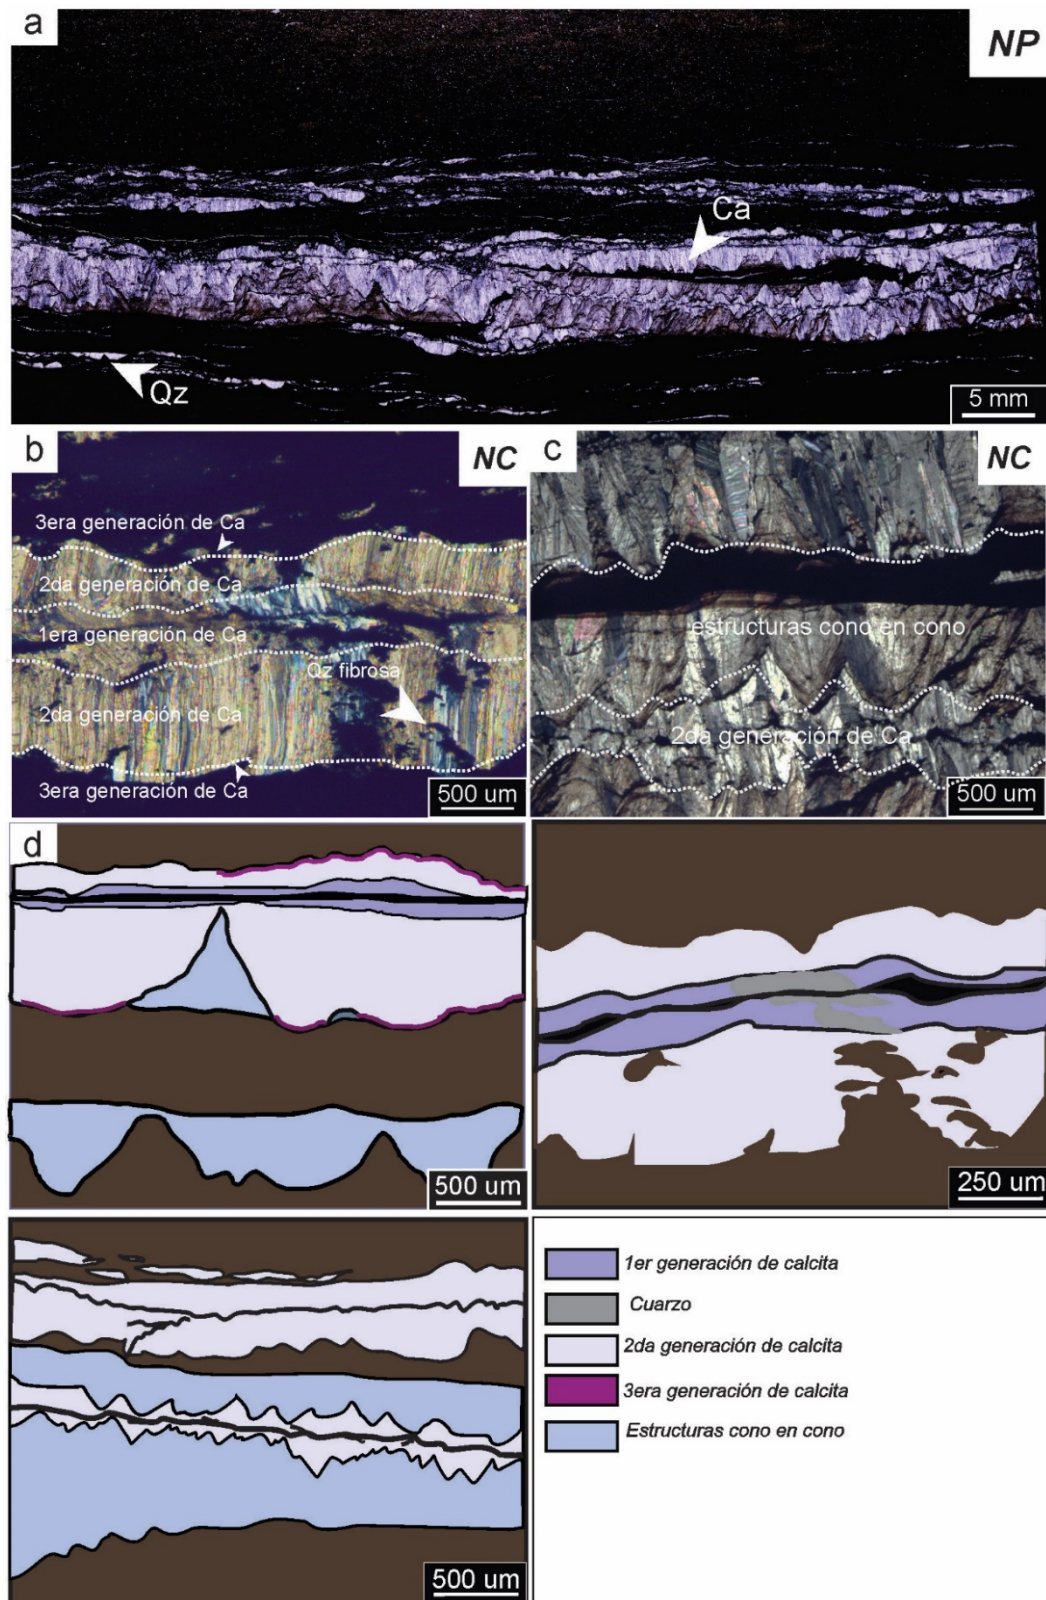 a
NP
Ca
Qz
5 mm
b
NC
3era generación de Ca
2da generación de Ca
1era generación de Ca
Qz fibrosa
2da generación de Ca
3era generación de Ca
500 um
c
NC
estructuras cono en cono
2da generación de Ca
500 um
d
500 um
250 um
500 um
1er generación de calcita
Cuarzo
2da generación de calcita
3era generación de calcita
Estructuras cono en cono